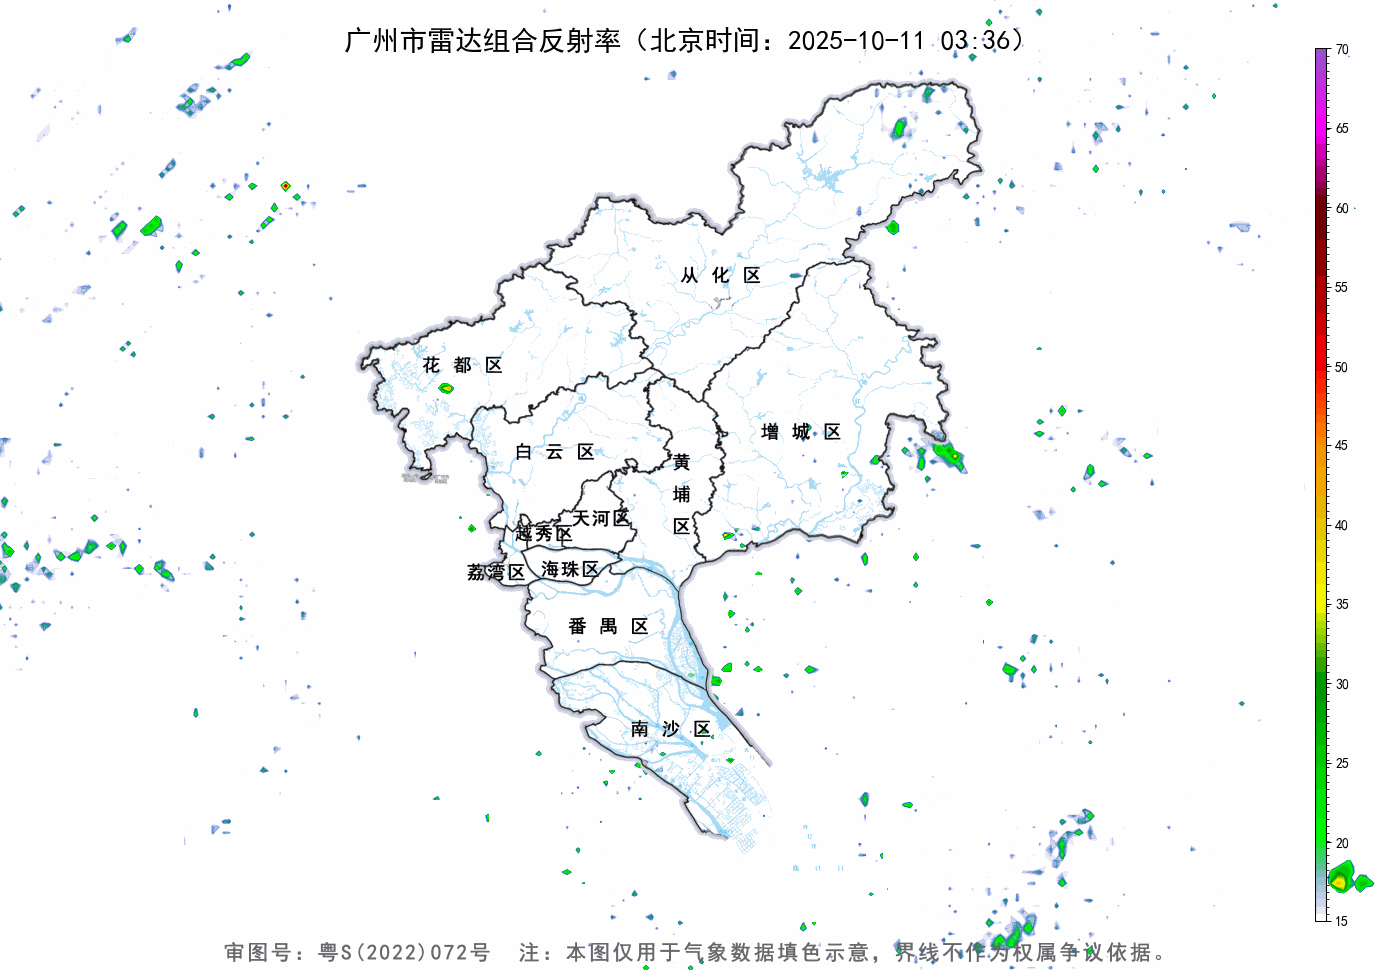 广州市雷达组合反射率（北京时间：2025-10-11 03:36）
70
65
60
55
50
45
40
35
30
25
20
15
从化区
花都区
增城区
白云区
黄埔区
天河区
越秀区
荔湾区
海珠区
番禺区
南沙区
审图号：粤S(2022)072号 注：本图仅用于气象数据填色示意，界线不作为权属争议依据。